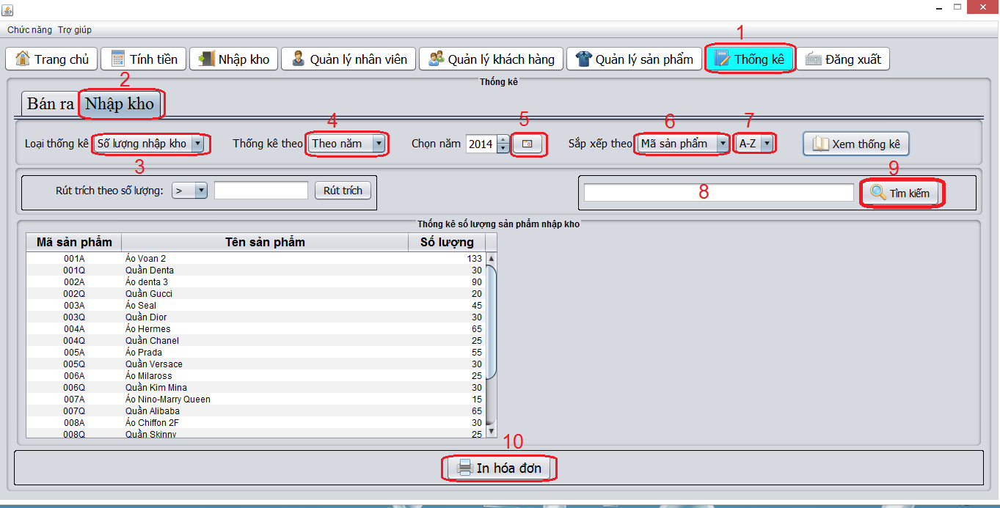 Chức năng Trợ giúp
1
Trang chủ Tính tiền Nhập kho Quản lý nhân viên Quản lý khách hàng Quản lý sản phẩm Thống kê Đăng xuất
Thống kê
2
Bán ra Nhập kho
4 5 6 7
Loại thống kê Số lượng nhập kho Thống kê theo Theo năm Chọn năm 2014 Sắp xếp theo Mã sản phẩm A-Z Xem thống kê
3 9
Rút trích theo số lượng: > Rút trích 8 Tìm kiếm
Thống kê số lượng sản phẩm nhập kho
Mã sản phẩm Tên sản phẩm Số lượng
001A Áo Voan 2 133
001Q Quần Denta 30
002A Áo denta 3 90
002Q Quần Gucci 20
003A Áo Seal 45
003Q Quần Dior 30
004A Áo Hermes 65
004Q Quần Chanel 25
005A Áo Prada 55
005Q Quần Versace 30
006A Áo Milaross 25
006Q Quần Kim Mina 30
007A Áo Nino-Marry Queen 15
007Q Quần Alibaba 65
008A Áo Chiffon 2F 30
008Q Quần Skinny 25
10
In hóa đơn